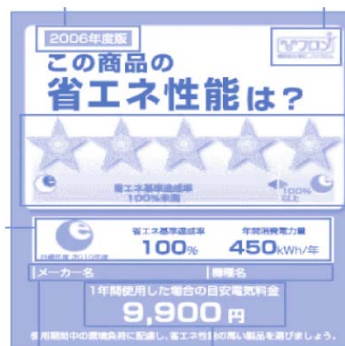 2006年度版
ノンフロン
この商品の
省エネ性能は？
省エネ基準達成率
100%未満
100%
以上
省エネ基準達成率
100%
年間消費電力量
450kWh/年
目標年度 2010年度
メーカー名
機種名
1年間使用した場合の目安電気料金
9,900 円
使用期間中の環境負荷に配慮し、省エネ性能の高い製品を選びましょう。